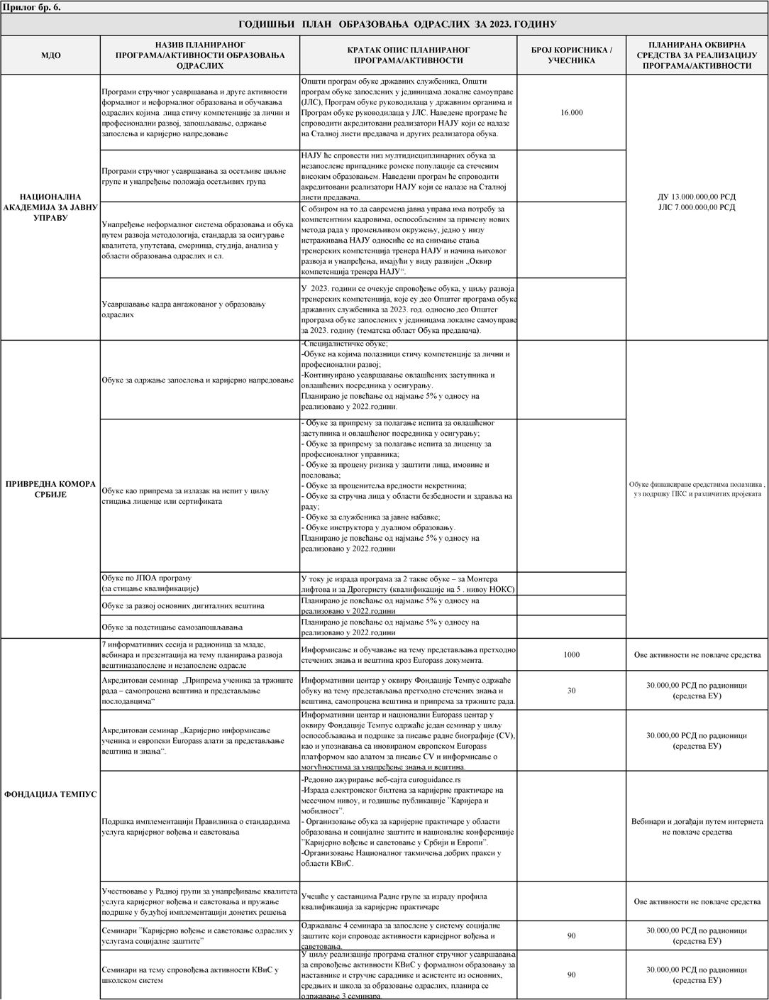 Прилог бр. 6.
ГОДИШЊИ ПЛАН ОБРАЗОВАЊА ОДРАСЛИХ ЗА 2023. ГОДИНУ
МДО
НАЗИВ ПЛАНИРАНОГ
ПРОГРАМА/АКТИВНОСТИ ОБРАЗОВАЊА
ОДРАСЛИХ
КРАТАК ОПИС ПЛАНИРАНОГ
ПРОГРАМА/АКТИВНОСТИ
БРОЈ КОРИСНИКА /
УЧЕСНИКА
ПЛАНИРАНА ОКВИРНА
СРЕДСТВА ЗА РЕАЛИЗАЦИЈУ
ПРОГРАМА/АКТИВНОСТИ
НАЦИОНАЛНА
АКАДЕМИЈА ЗА ЈАВНУ
УПРАВУ
Програми стручног усавршавања и друге активности
формалног и неформалног образовања и обучавања
одраслих којима лица стичу компетенције за лични и
професионални развој, запошљавање, одржање
запослења и каријерно напредовање
Општи програм обуке државних службеника, Општи
програм обуке запослених у јединицама локалне самоуправе
(ЈЛС), Програм обуке руководилаца у државним органима и
Програм обуке руководилаца у ЈЛС. Наведене програме ће
спроводити акредитовани реализатори НАЈУ који се налазе
на Сталној листи предавача и других реализатора обука.
16.000
ДУ 13.000.000,00 РСД
ЈЛС 7.000.000,00 РСД
Програми стручног усавршавања за осетљиве циљне
групе и унапређење положаја осетљивих група
НАЈУ ће спровести низ мултидисциплинарних обука за
незапослене припаднике ромске популације са стеченим
високим образовањем. Наведени програм ће спроводити
акредитовани реализатори НАЈУ који се налазе на Сталној
листи предавача.
Унапређење неформалног система образовања и обука
путем развоја методологија, стандарда за осигурање
квалитета, упутстава, смерница, студија, анализа у
области образовања одраслих и сл.
С обзиром на то да савремена јавна управа има потребу за
компетентним кадровима, оспособљеним за примену нових
метода рада у променљивом окружењу, једно у низу
истраживања НАЈУ односиће се на снимање стања
тренерских компетенција тренера НАЈУ и начина њиховог
развоја и унапређења, имајући у виду развијен „Оквир
компетенција тренера НАЈУ“.
Усавршавање кадра ангажованог у образовању
одраслих
У 2023. години се очекује спровођење обука, у циљу развоја
тренерских компетенција, које су део Општег програма обуке
државних службеника за 2023. год. односно део Општег
програма обуке запослених у јединицама локалне самоуправе
за 2023. годину (тематска област Обука предавача).
ПРИВРЕДНА КОМОРА
СРБИЈЕ
Обуке за одржање запослења и каријерно напредовање
-Специјалистичке обуке;
-Обуке на којима полазници стичу компетенције за лични и
професионални развој;
-Континуирано усавршавање овлашћених заступника и
овлашћених посредника у осигурању.
Планирано је повећање од најмање 5% у односу на
реализовано у 2022.години.
Обуке финансиране средствима полазника ,
уз подршку ПКС и различитих пројеката
Обуке као припрема за излазак на испит у циљу
стицања лиценце или сертификата
- Обуке за припрему за полагање испита за овлашћеног
заступника и овлашћеног посредника у осигурању;
- Обуке за припрему за полагање испита за лиценцу за
професионалног управника;
- Обуке за процену ризика у заштити лица, имовине и
пословања;
- Обуке за проценитеља вредности некретнина;
- Обуке за стручна лица у области безбедности и здравља на
раду;
- Обуке за службеника за јавне набавке;
- Обуке инструктора у дуалном образовању.
Планирано је повећање од најмање 5% у односу на
реализовано у 2022.години
Обуке по ЈПОА програму
(за стицање квалификације)
У току је израда програма за 2 такве обуке – за Монтера
лифтова и за Дрогеристу (квалификације на 5 . нивоу НОКС)
Обуке за развој основних дигиталних вештина
Планирано је повећање од најмање 5% у односу на
реализовано у 2022.години
Обуке за подстицање самозапошљавања
Планирано је повећање од најмање 5% у односу на
реализовано у 2022.години
ФОНДАЦИЈА ТЕМПУС
7 информативних сесија и радионица за младе,
вебинара и презентација на тему планирања развоја
вештиназапослене и незапослене одрасле
Информисање и обучавање на тему представљања претходно
стечених знања и вештина кроз Europass документа.
1000
Ове активности не повлаче средства
Акредитован семинар „Припрема ученика за тржиште
рада – самопроцена вештина и представљање
послодавцима“
Информативни центар у оквиру Фондације Темпус одржаће
обуку на тему представљања претходно стечених знања и
вештина, самопроцена вештина и припрема за тржиште рада.
30
30.000,00 РСД по радионици
(средства ЕУ)
Акредитован семинар „Каријерно информисање
ученика и европски Europass алати за представљање
вештина и знања“.
Информативни центар и национални Europass центар у
оквиру Фондације Темпус одржаће један семинар у циљу
оспособљавања и подршке за писање радне биографије (CV),
као и упознавања са иновираном европском Europass
платформом као алатом за писање CV и информисање о
могућностима за унапређење знања и вештина.
30.000,00 РСД по радионици
(средства ЕУ)
Подршка имплементацији Правилника о стандардима
услуга каријерног вођења и саветовања
-Редовно ажурирање веб-сајта euroguidance.rs
-Израда електронског билтена за каријерне практичаре на
месечном нивоу, и годишње публикације ”Каријера и
мобилност”.
- Организовање обука за каријерне практичаре у области
образовања и социјалне заштите и националне конференције
”Каријерно вођење и саветовање у Србији и Европи”.
-Организовање Националног такмичења добрих пракси у
области КВиС.
Вебинари и догађаји путем интернета
не повлаче средства
Учествовање у Радној групи за унапређивање квалитета
услуга каријерног вођења и саветовања и пружање
подршке у будућој имплементацији донетих решења
Учешће у састанцима Радне групе за израду профила
квалификација за каријерне практичаре
Ове активности не повлаче средства
Семинари ”Каријерно вођење и саветовање одраслих у
услугама социјалне заштите”
Одржавање 4 семинара за запослене у систему социјалне
заштите који спроводе активности каријерног вођења и
саветовања.
90
30.000,00 РСД по радионици
(средства ЕУ)
Семинари на тему спровођења активности КВиС у
школском систем
У циљу реализације програма сталног стручног усавршавања
за спровођење активности КВиС у формалном образовању за
наставнике и стручне сараднике и асистенте из основних,
средњих и школа за образовање одраслих, планира се
одржавање 3 семинара.
90
30.000,00 РСД по радионици
(средства ЕУ)